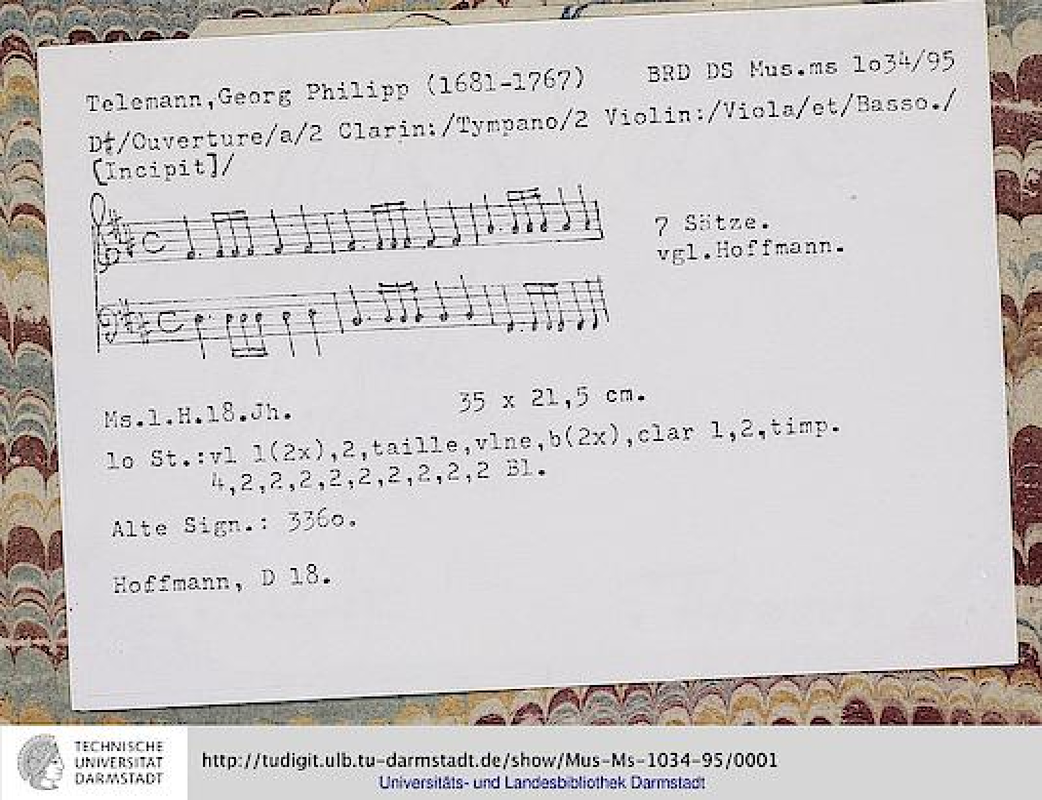 Telemann,Georg Philipp (1681-1767) BRD DS Mus.ms 1o34/95
D♯/Ouverture/a/2 Clarin:/Tympano/2 Violin:/Viola/et/Basso./
[Incipit]/
7 Sätze.
vgl.Hoffmann.
Ms.1.H.18.Jh. 35 x 21,5 cm.
1o St.:vl 1(2x),2,taille,vlne,b(2x),clar 1,2,timp.
4,2,2,2,2,2,2,2,2,2 Bl.
Alte Sign.: 336o.
Hoffmann, D 18.
TECHNISCHE
UNIVERSITÄT
DARMSTADT
http://tudigit.ulb.tu-darmstadt.de/show/Mus-Ms-1034-95/0001
Universitäts- und Landesbibliothek Darmstadt